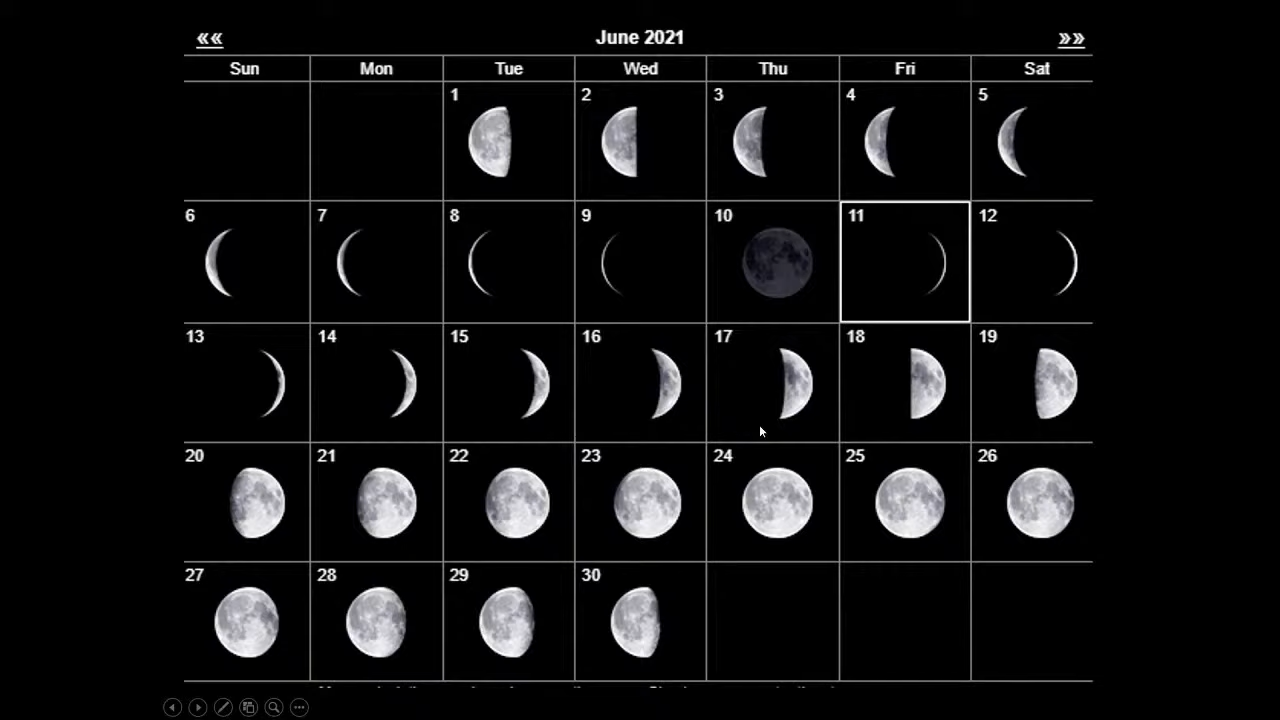 «« June 2021 »»
Sun Mon Tue Wed Thu Fri Sat
1 2 3 4 5
6 7 8 9 10 11 12
13 14 15 16 17 18 19
20 21 22 23 24 25 26
27 28 29 30